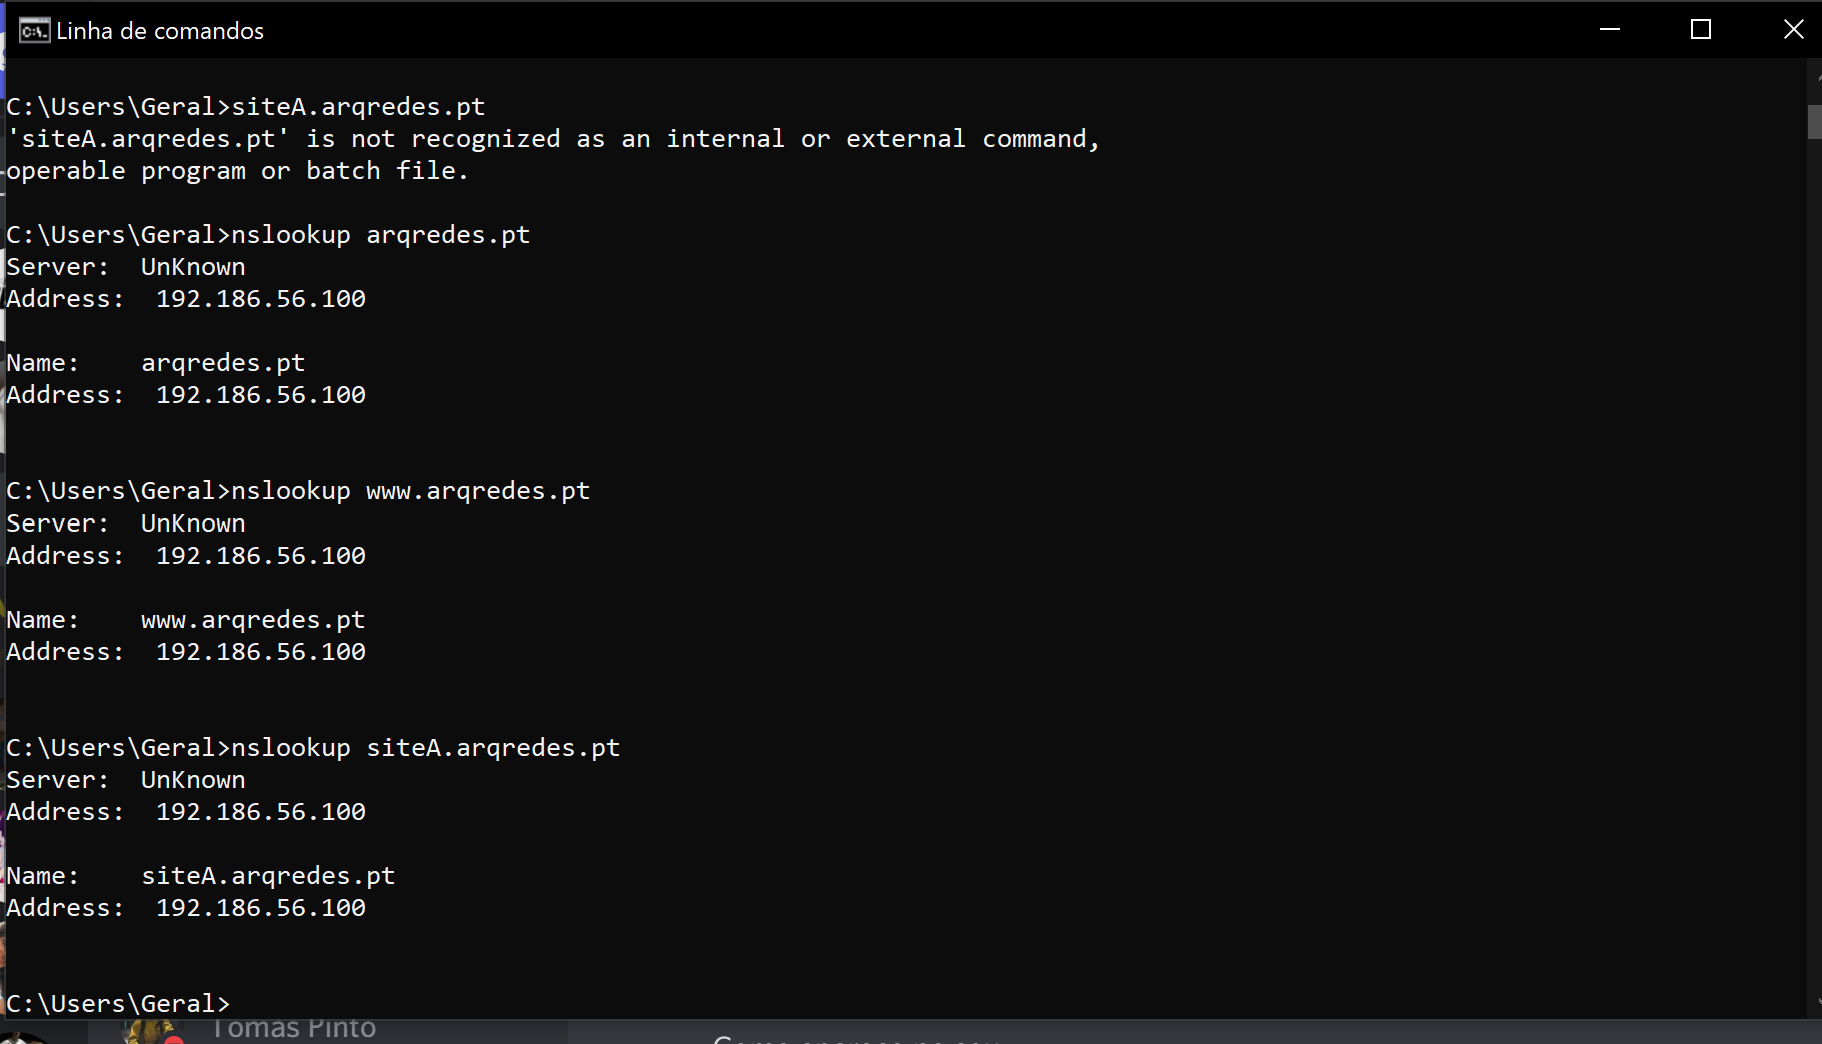 Linha de comandos
C:\Users\Geral>siteA.arqredes.pt
'siteA.arqredes.pt' is not recognized as an internal or external command,
operable program or batch file.
C:\Users\Geral>nslookup arqredes.pt
Server:  UnKnown
Address:  192.186.56.100
Name:    arqredes.pt
Address:  192.186.56.100
C:\Users\Geral>nslookup www.arqredes.pt
Server:  UnKnown
Address:  192.186.56.100
Name:    www.arqredes.pt
Address:  192.186.56.100
C:\Users\Geral>nslookup siteA.arqredes.pt
Server:  UnKnown
Address:  192.186.56.100
Name:    siteA.arqredes.pt
Address:  192.186.56.100
C:\Users\Geral>
Tomas Pinto